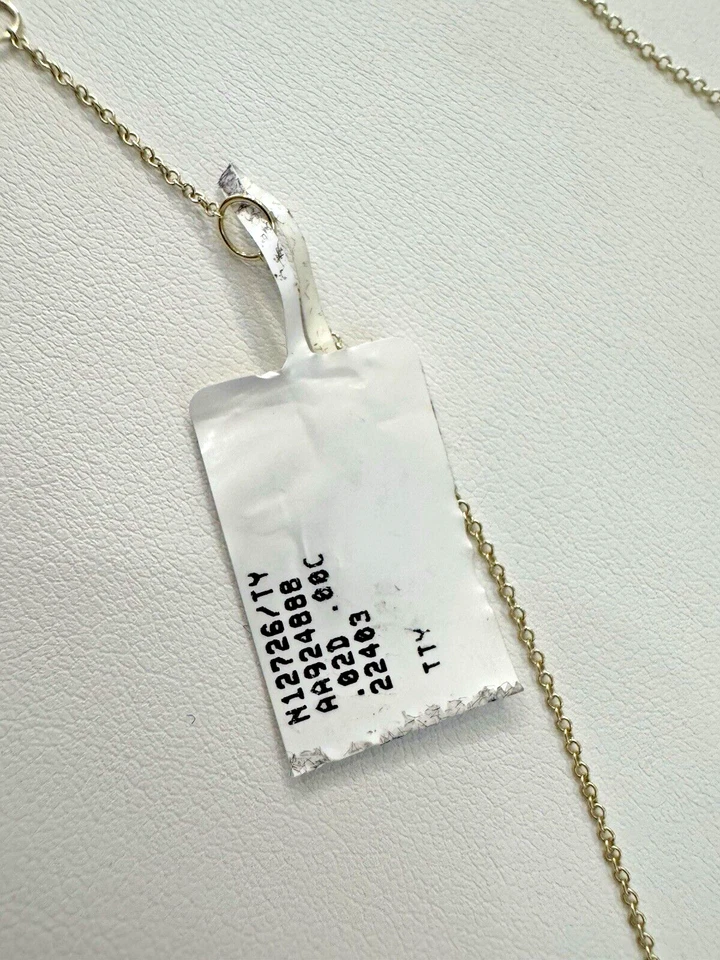 N12726/TY
AA924888
.02D .00C
.22403
TTY